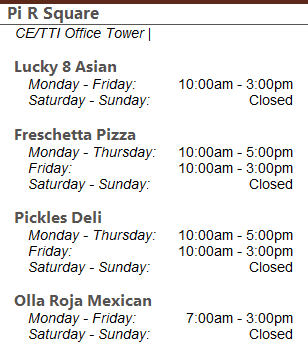 Pi R Square
CE/TTI Office Tower |
Lucky 8 Asian
Monday - Friday: 10:00am - 3:00pm
Saturday - Sunday: Closed
Freschetta Pizza
Monday - Thursday: 10:00am - 5:00pm
Friday: 10:00am - 3:00pm
Saturday - Sunday: Closed
Pickles Deli
Monday - Thursday: 10:00am - 5:00pm
Friday: 10:00am - 3:00pm
Saturday - Sunday: Closed
Olla Roja Mexican
Monday - Friday: 7:00am - 3:00pm
Saturday - Sunday: Closed